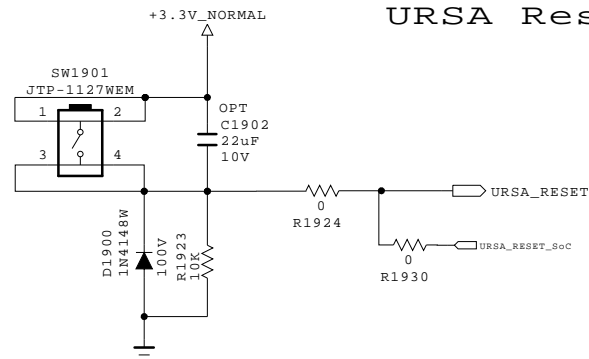 +3.3V_NORMAL
URSA Res
SW1901
JTP-1127WEM
1 2
3 4
OPT
C1902
22uF
10V
D1900
1N4148W
100V
R1923
10K
0
R1924
URSA_RESET
0
R1930
URSA_RESET_SoC